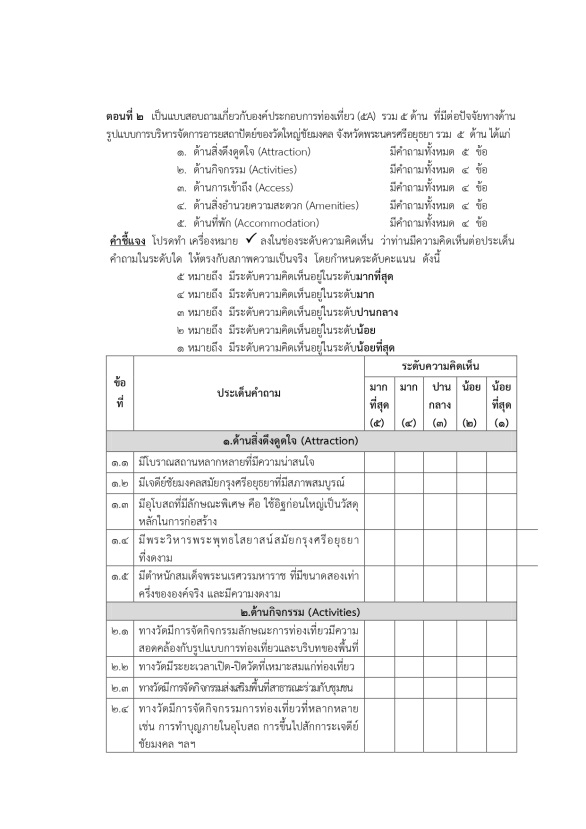 ตอนที่ ๒ เป็นแบบสอบถามเกี่ยวกับองค์ประกอบการท่องเที่ยว (๕A) รวม ๕ ด้าน ที่มีต่อปัจจัยทางด้าน
รูปแบบการบริหารจัดการอารยสถาปัตย์ของวัดใหญ่ชัยมงคล จังหวัดพระนครศรีอยุธยา รวม ๕ ด้าน ได้แก่
๑. ด้านสิ่งดึงดูดใจ (Attraction) มีคำถามทั้งหมด ๕ ข้อ
๒. ด้านกิจกรรม (Activities) มีคำถามทั้งหมด ๔ ข้อ
๓. ด้านการเข้าถึง (Access) มีคำถามทั้งหมด ๔ ข้อ
๔. ด้านสิ่งอำนวยความสะดวก (Amenities) มีคำถามทั้งหมด ๔ ข้อ
๕. ด้านที่พัก (Accommodation) มีคำถามทั้งหมด ๔ ข้อ
คำชี้แจง โปรดทำ เครื่องหมาย ✓ ลงในช่องระดับความคิดเห็น ว่าท่านมีความคิดเห็นต่อประเด็น
คำถามในระดับใด ให้ตรงกับสภาพความเป็นจริง โดยกำหนดระดับคะแนน ดังนี้
๕ หมายถึง มีระดับความคิดเห็นอยู่ในระดับมากที่สุด
๔ หมายถึง มีระดับความคิดเห็นอยู่ในระดับมาก
๓ หมายถึง มีระดับความคิดเห็นอยู่ในระดับปานกลาง
๒ หมายถึง มีระดับความคิดเห็นอยู่ในระดับน้อย
๑ หมายถึง มีระดับความคิดเห็นอยู่ในระดับน้อยที่สุด
ข้อ ประเด็นคำถาม ระดับความคิดเห็น
ที่ มาก มาก ปาน น้อย น้อย
ที่สุด กลาง ที่สุด
(๕) (๔) (๓) (๒) (๑)
๑.ด้านสิ่งดึงดูดใจ (Attraction)
๑.๑ มีโบราณสถานหลากหลายที่มีความน่าสนใจ
๑.๒ มีเจดีย์ชัยมงคลสมัยกรุงศรีอยุธยาที่มีสภาพสมบูรณ์
๑.๓ มีอุโบสถที่มีลักษณะพิเศษ คือ ใช้อิฐก่อนใหญ่เป็นวัสดุ
หลักในการก่อสร้าง
๑.๔ มีพระวิหารพระพุทธไสยาสน์สมัยกรุงศรีอยุธยา
ที่งดงาม
๑.๕ มีตำหนักสมเด็จพระนเรศวรมหาราช ที่มีขนาดสองเท่า
ครึ่งขององค์จริง และมีความงดงาม
๒.ด้านกิจกรรม (Activities)
๒.๑ ทางวัดมีการจัดกิจกรรมลักษณะการท่องเที่ยวมีความ
สอดคล้องกับรูปแบบการท่องเที่ยวและบริบทของพื้นที่
๒.๒ ทางวัดมีระยะเวลาเปิด-ปิดวัดที่เหมาะสมแก่ท่องเที่ยว
๒.๓ ทางวัดมีการจัดกิจกรรมส่งเสริมพื้นที่สาธารณะร่วมกับชุมชน
๒.๔ ทางวัดมีการจัดกิจกรรมการท่องเที่ยวที่หลากหลาย
เช่น การทำบุญภายในอุโบสถ การขึ้นไปสักการะเจดีย์
ชัยมงคล ฯลฯ